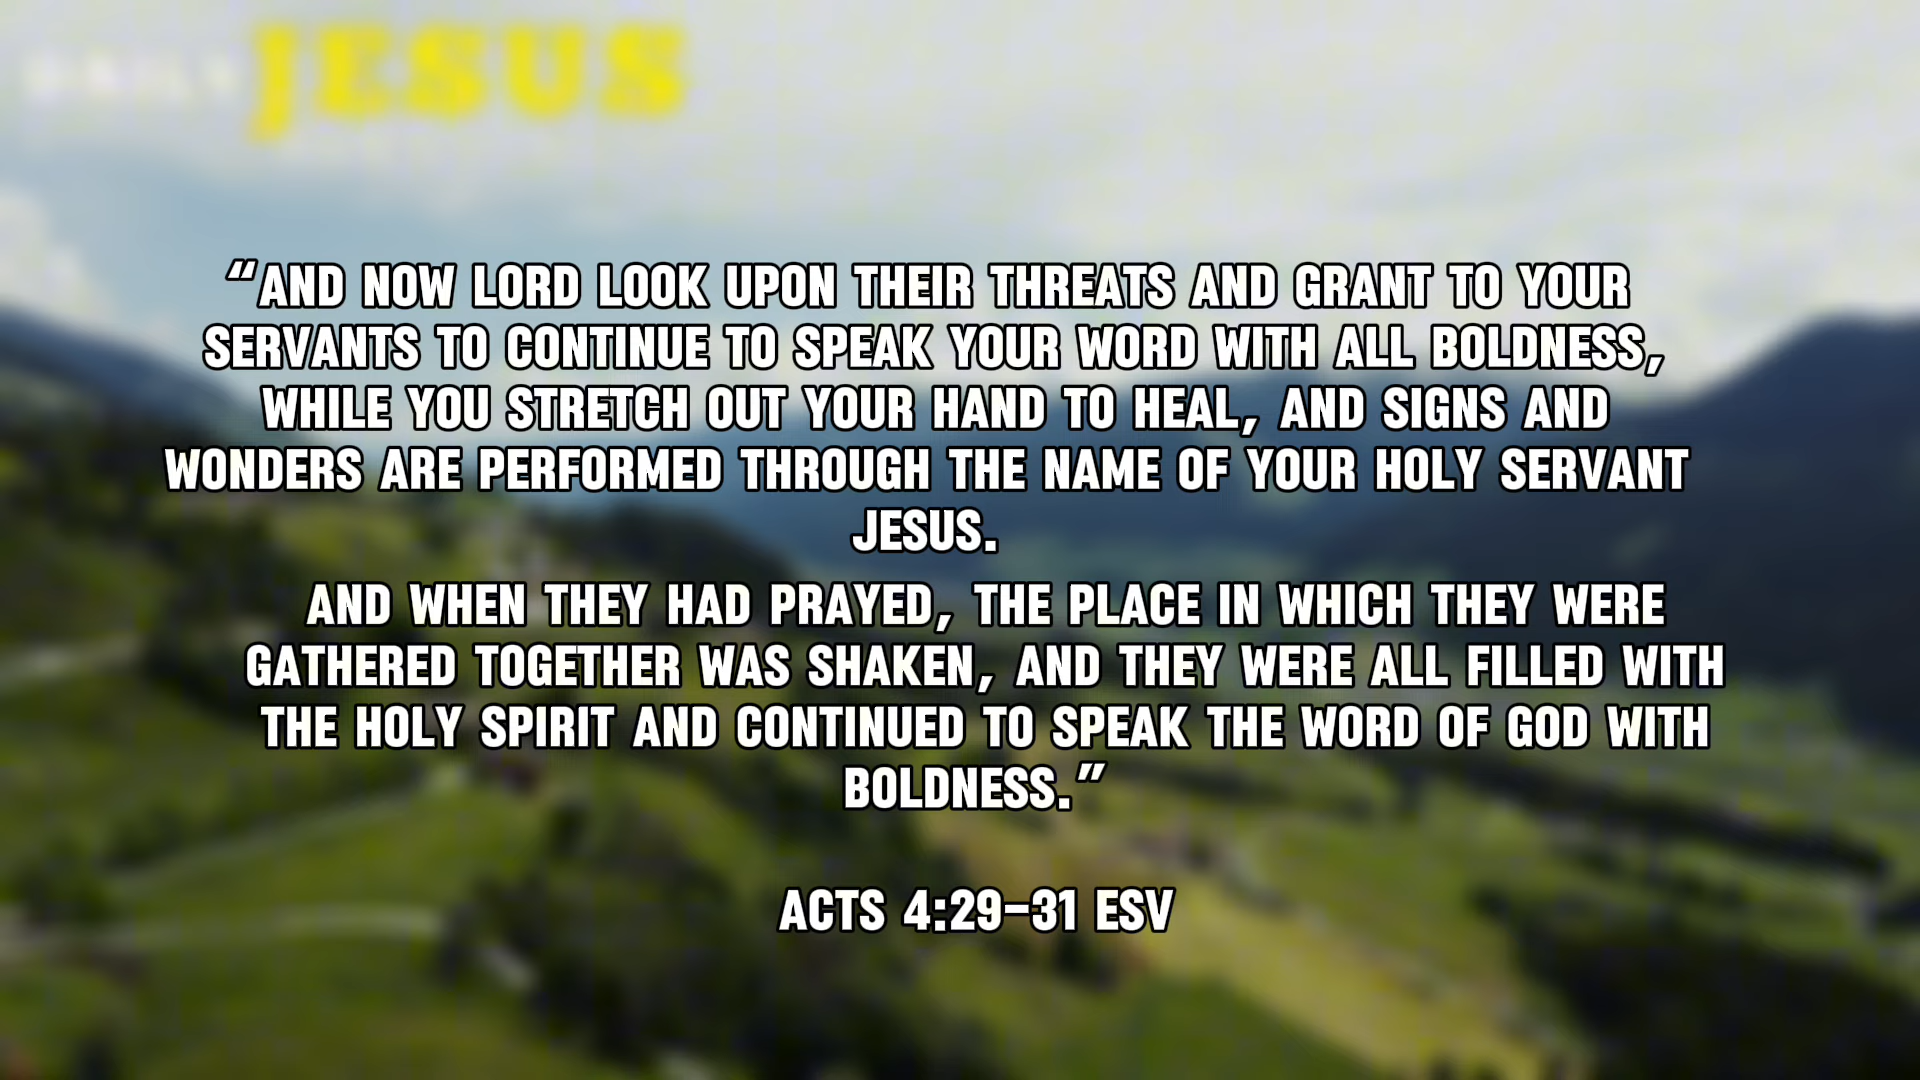 DAILY JESUS
“AND NOW LORD LOOK UPON THEIR THREATS AND GRANT TO YOUR
SERVANTS TO CONTINUE TO SPEAK YOUR WORD WITH ALL BOLDNESS,
WHILE YOU STRETCH OUT YOUR HAND TO HEAL, AND SIGNS AND
WONDERS ARE PERFORMED THROUGH THE NAME OF YOUR HOLY SERVANT
JESUS.
AND WHEN THEY HAD PRAYED, THE PLACE IN WHICH THEY WERE
GATHERED TOGETHER WAS SHAKEN, AND THEY WERE ALL FILLED WITH
THE HOLY SPIRIT AND CONTINUED TO SPEAK THE WORD OF GOD WITH
BOLDNESS.”
ACTS 4:29-31 ESV